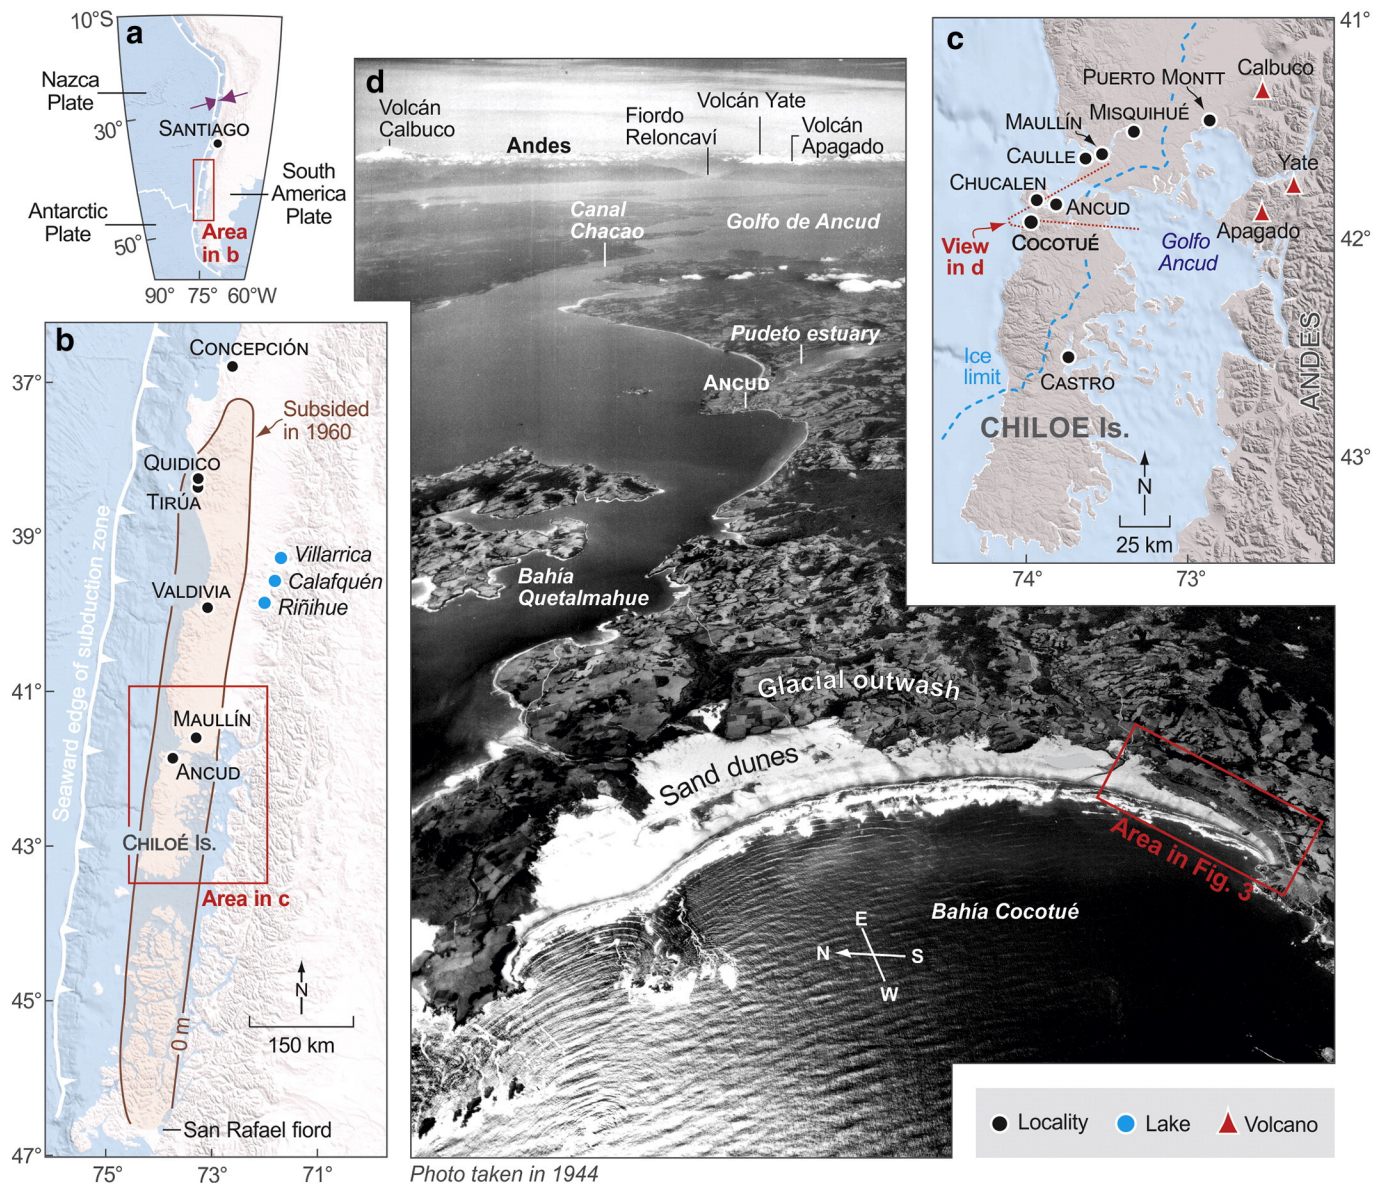 a
10°S
Nazca
Plate
30°
SANTIAGO
South
America
Plate
Antarctic
Plate
50°
Area
in b
90° 75° 60°W
b
CONCEPCIÓN
37°
Subsided
in 1960
QUIDICO
TIRÚA
39°
Villarrica
Calafquén
Riñihue
VALDIVIA
Seaward edge of subduction zone
41°
MAULLÍN
ANCUD
43°
CHILOÉ IS.
Area in c
45°
N
150 km
0 m
San Rafael fiord
47°
75° 73° 71°
c
41°
PUERTO MONTT
Calbuco
MISQUIHUÉ
MAULLÍN
CAULLE
Yate
CHUCALEN
ANCUD
Apagado
View
in d
COCOTUÉ
Golfo
Ancud
42°
Ice
limit
CASTRO
ANDES
CHILOE Is.
43°
N
25 km
74° 73°
d
Volcán
Calbuco
Andes
Fiordo
Reloncaví
Volcán Yate
Volcán
Apagado
Canal
Chacao
Golfo de Ancud
Pudeto estuary
ANCUD
Bahía
Quetalmahue
Glacial outwash
Sand dunes
Area in Fig. 3
Bahía Cocotué
E
N S
W
Photo taken in 1944
Locality Lake Volcano